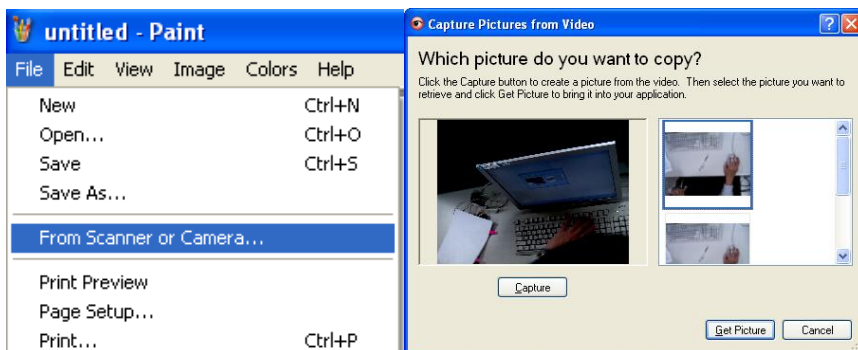 untitled - Paint
File Edit View Image Colors Help
New Ctrl+N
Open... Ctrl+O
Save Ctrl+S
Save As...
From Scanner or Camera...
Print Preview
Page Setup...
Print... Ctrl+P
Capture Pictures from Video
Which picture do you want to copy?
Click the Capture button to create a picture from the video. Then select the picture you want to
retrieve and click Get Picture to bring it into your application.
Capture
Get Picture Cancel